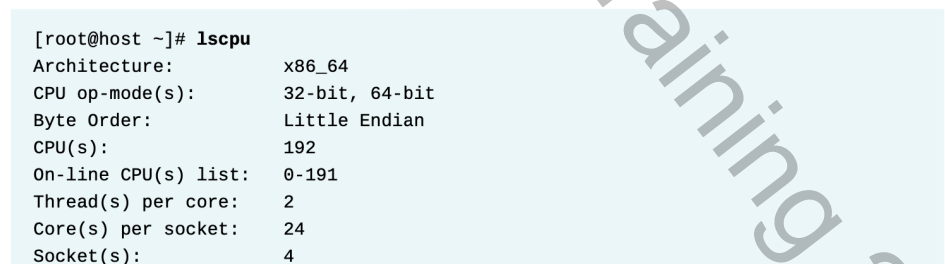 [root@host ~]# lscpu
Architecture:          x86_64
CPU op-mode(s):        32-bit, 64-bit
Byte Order:            Little Endian
CPU(s):                192
On-line CPU(s) list:   0-191
Thread(s) per core:    2
Core(s) per socket:    24
Socket(s):             4